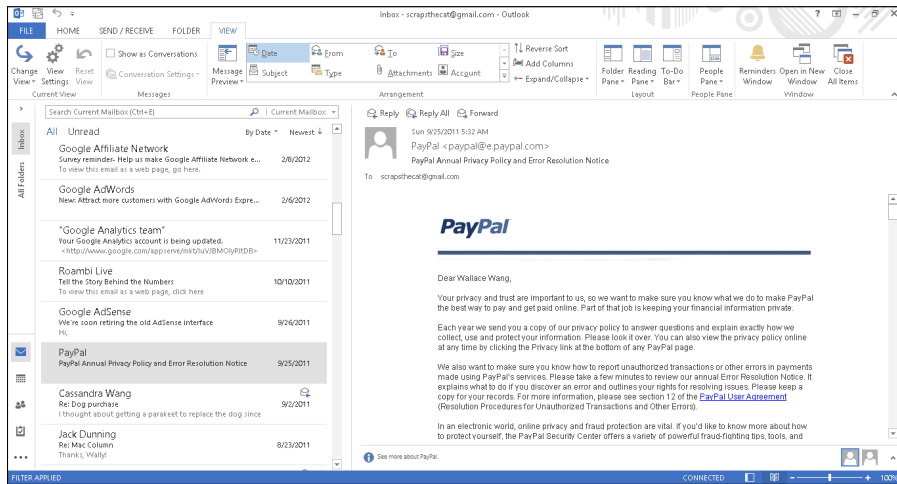 Inbox - scrapsthecat@gmail.com - Outlook
FILE HOME SEND / RECEIVE FOLDER VIEW
Change View
View Settings
Reset View
Current View
Show as Conversations
Conversation Settings
Messages
Message Preview
Date From To Size
Subject Type Attachments Account
Reverse Sort
Add Columns
Expand/Collapse
Arrangement
Folder Pane
Reading Pane
To-Do Bar
Layout
People Pane
People Pane
Reminders Window
Open in New Window
Close All Items
Window
Inbox
All Folders
Search Current Mailbox (Ctrl+E) Current Mailbox
All Unread By Date Newest
Google Affiliate Network
Survey reminder- Help us make Google Affiliate Network e... 2/8/2012
To view this email as a web page, go here.
Google AdWords
New: Attract more customers with Google AdWords Expre... 2/6/2012
"Google Analytics team"
Your Google Analytics account is being updated. 11/23/2011
Roambi Live
Tell the Story Behind the Numbers 10/10/2011
To view this email as a web page, click here
Google AdSense
We're soon retiring the old AdSense interface 9/26/2011
Hi,
PayPal
PayPal Annual Privacy Policy and Error Resolution Notice 9/25/2011
Cassandra Wang
Re: Dog purchase 9/2/2011
I thought about getting a parakeet to replace the dog since
Jack Dunning
Re: Mac Column 8/23/2011
Thanks, Wally!
Reply Reply All Forward
Sun 9/25/2011 5:32 AM
PayPal <paypal@e.paypal.com>
PayPal Annual Privacy Policy and Error Resolution Notice
To scrapsthecat@gmail.com
PayPal
Dear Wallace Wang,
Your privacy and trust are important to us, so we want to make sure you know what we do to make PayPal
the best way to pay and get paid online. Part of that job is keeping your financial information private.
Each year we send you a copy of our privacy policy to answer questions and explain exactly how we
collect, use and protect your information. Please look it over. You can also view the privacy policy online
at any time by clicking the Privacy link at the bottom of any PayPal page.
We also want to make sure you know how to report unauthorized transactions or other errors in payments
made using PayPal's services. Please take a few minutes to review our annual Error Resolution Notice. It
explains what to do if you discover an error and outlines your rights for resolving issues. Please keep a
copy for your records. For more information, please see section 12 of the PayPal User Agreement
(Resolution Procedures for Unauthorized Transactions and Other Errors).
In an electronic world, online privacy and fraud protection are vital. If you'd like to know more about how
to protect yourself, the PayPal Security Center offers a variety of powerful fraud-fighting tips, tools, and
See more about PayPal.
FILTER APPLIED CONNECTED 100%